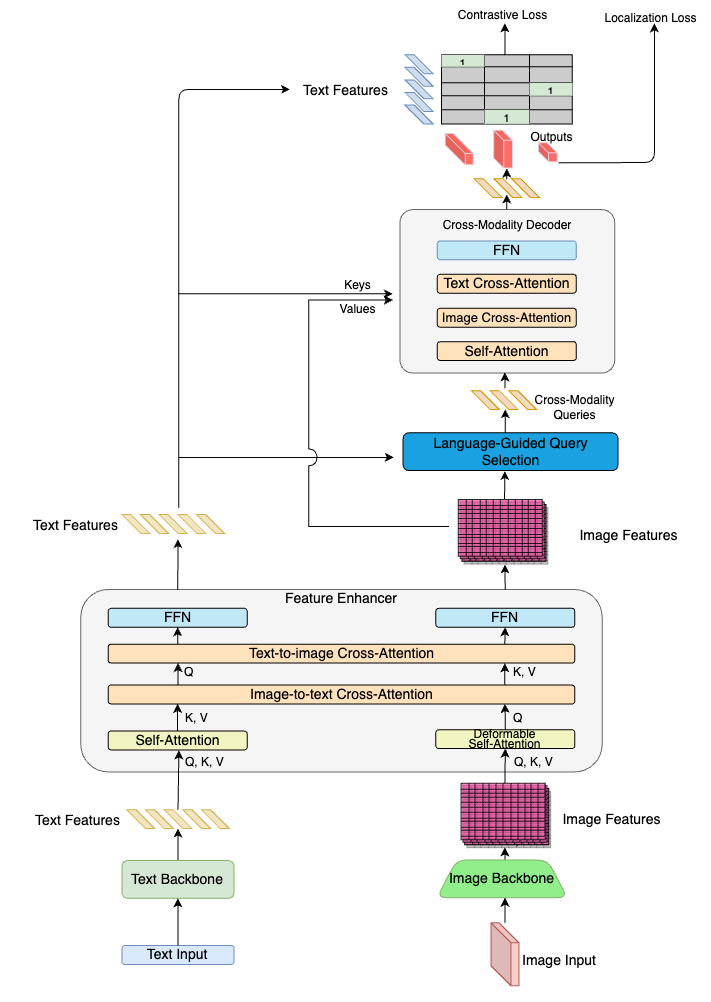 Contrastive Loss
Localization Loss
Text Features
1
1
1
Outputs
Cross-Modality Decoder
FFN
Text Cross-Attention
Image Cross-Attention
Self-Attention
Keys
Values
Cross-Modality
Queries
Language-Guided Query
Selection
Text Features
Image Features
Feature Enhancer
FFN
FFN
Text-to-image Cross-Attention
Q
K, V
Image-to-text Cross-Attention
K, V
Q
Self-Attention
Deformable
Self-Attention
Q, K, V
Q, K, V
Text Features
Image Features
Text Backbone
Image Backbone
Text Input
Image Input